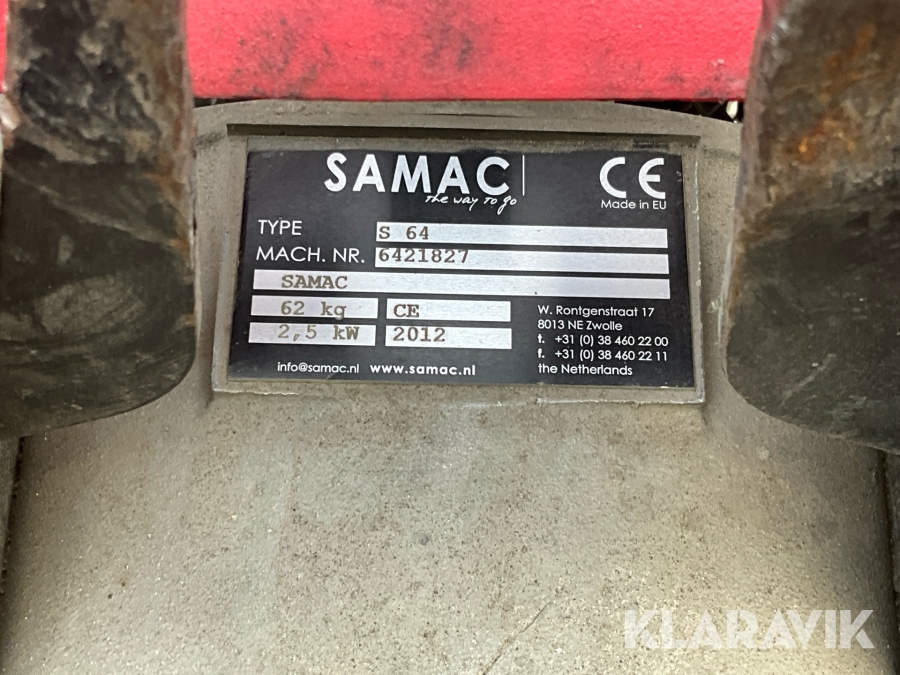 SAMAC
the way to go
CE
Made in EU
TYPE S 64
MACH. NR. 6421827
SAMAC
62 kg CE
2,5 kW 2012
W. Rontgenstraat 17
8013 NE Zwolle
t. +31 (0) 38 460 22 00
f. +31 (0) 38 460 22 11
the Netherlands
info@samac.nl www.samac.nl
KLARAVIK